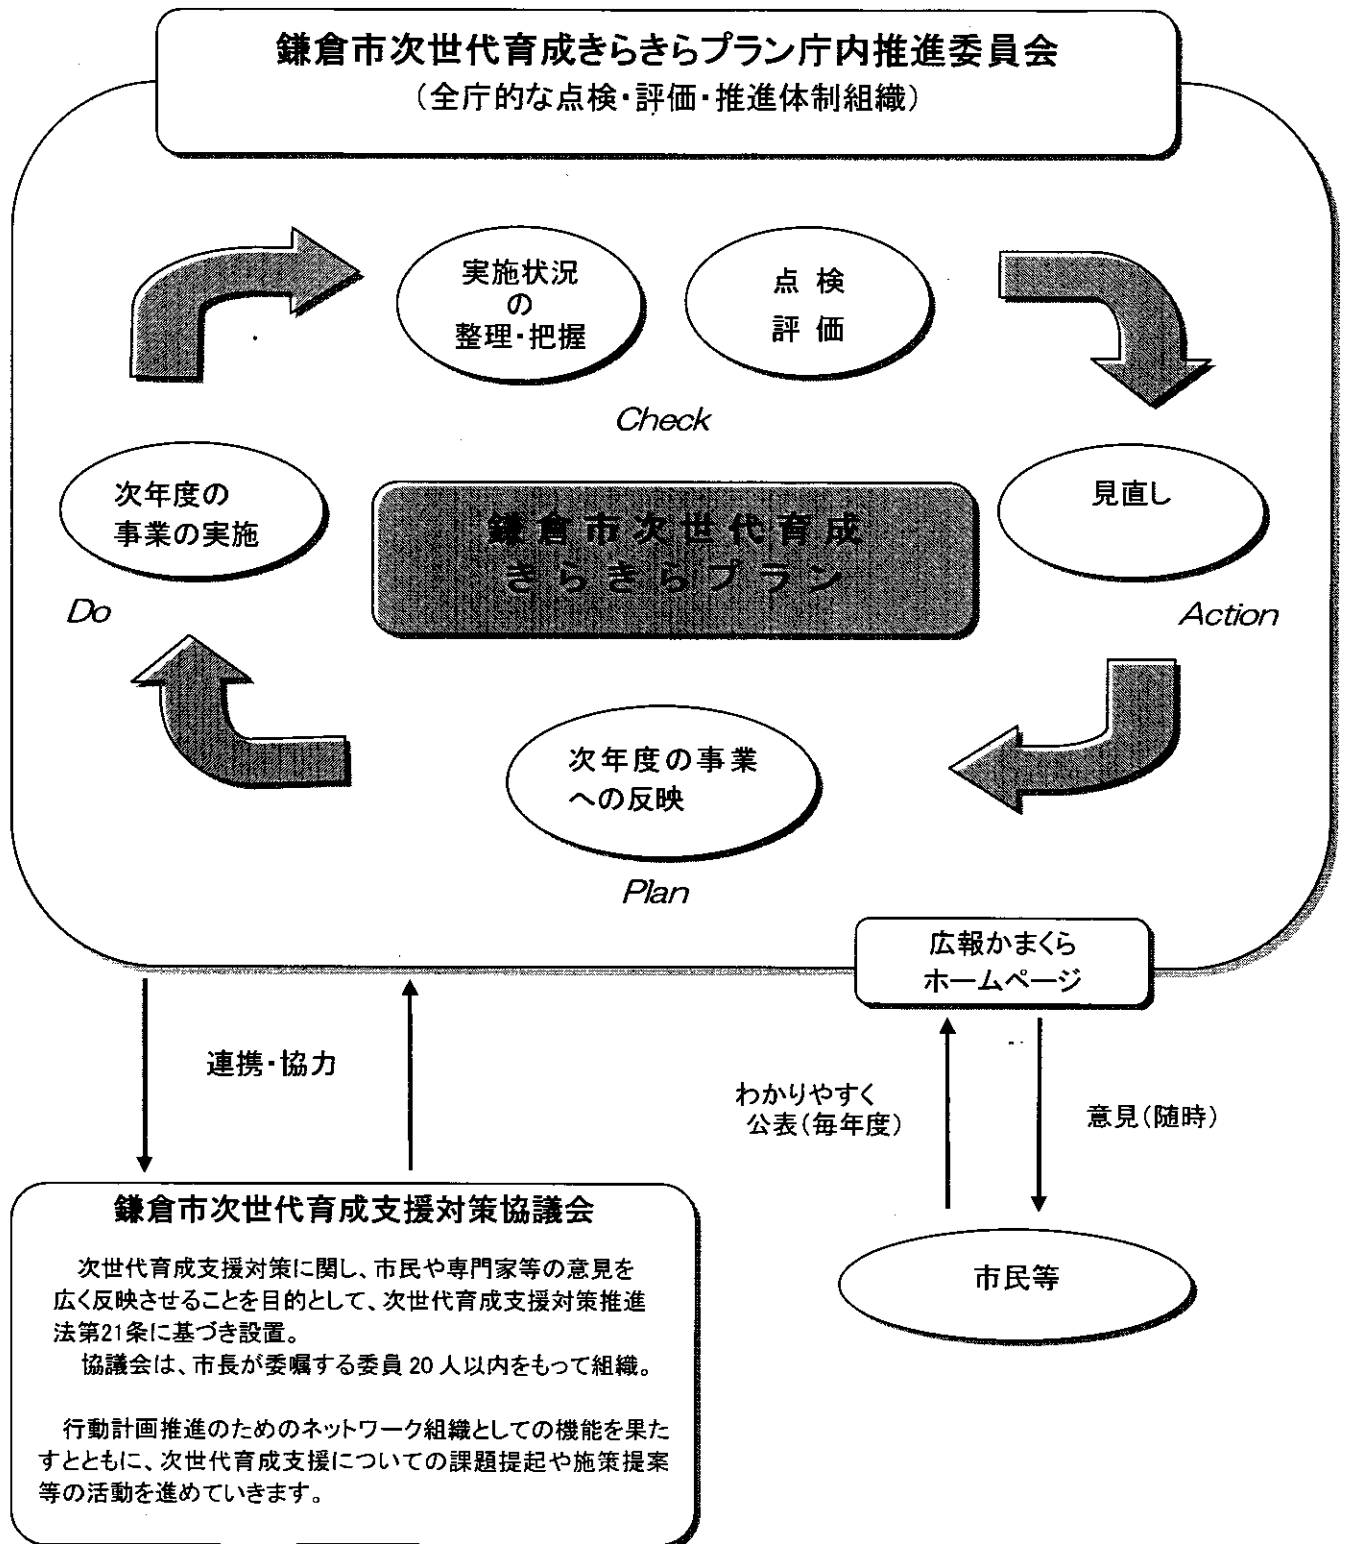 鎌倉市次世代育成きらきらプラン庁内推進委員会
(全庁的な点検・評価・推進体制組織)
実施状況
の
整理・把握
点 検
評 価
Check
次年度の
事業の実施
Do
鎌倉市次世代育成
きらきらプラン
見直し
Action
次年度の事業
への反映
Plan
広報かまくら
ホームページ
連携・協力
わかりやすく
公表(毎年度)
意見(随時)
鎌倉市次世代育成支援対策協議会
次世代育成支援対策に関し、市民や専門家等の意見を
広く反映させることを目的として、次世代育成支援対策推進
法第21条に基づき設置。
協議会は、市長が委嘱する委員 20 人以内をもって組織。
行動計画推進のためのネットワーク組織としての機能を果た
すとともに、次世代育成支援についての課題提起や施策提案
等の活動を進めていきます。
市民等